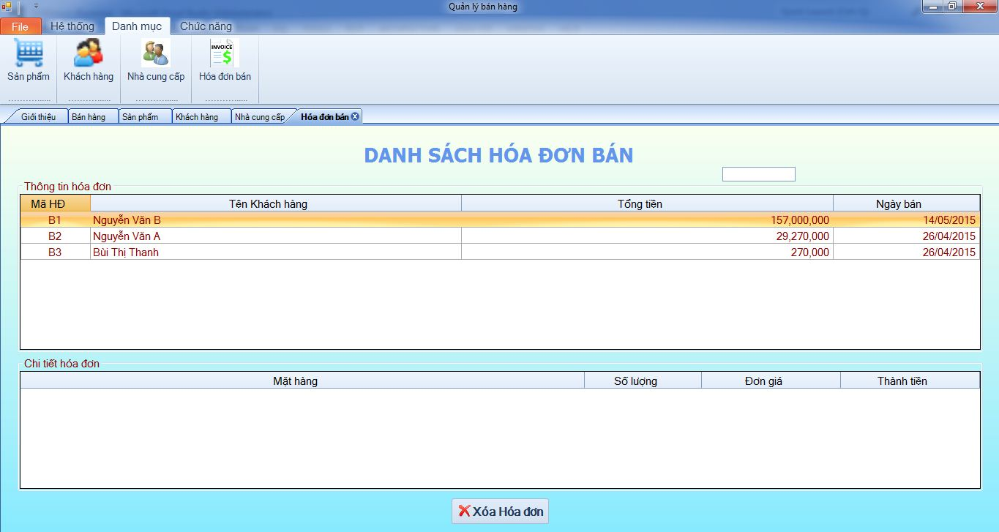 Quản lý bán hàng
File Hệ thống Danh mục Chức năng
INVOICE
$
Sản phẩm Khách hàng Nhà cung cấp Hóa đơn bán
Giới thiệu Bán hàng Sản phẩm Khách hàng Nhà cung cấp Hóa đơn bán
DANH SÁCH HÓA ĐƠN BÁN
Thông tin hóa đơn
Mã HĐ Tên Khách hàng Tổng tiền Ngày bán
B1 Nguyễn Văn B 157,000,000 14/05/2015
B2 Nguyễn Văn A 29,270,000 26/04/2015
B3 Bùi Thị Thanh 270,000 26/04/2015
Chi tiết hóa đơn
Mặt hàng Số lượng Đơn giá Thành tiền
Xóa Hóa đơn